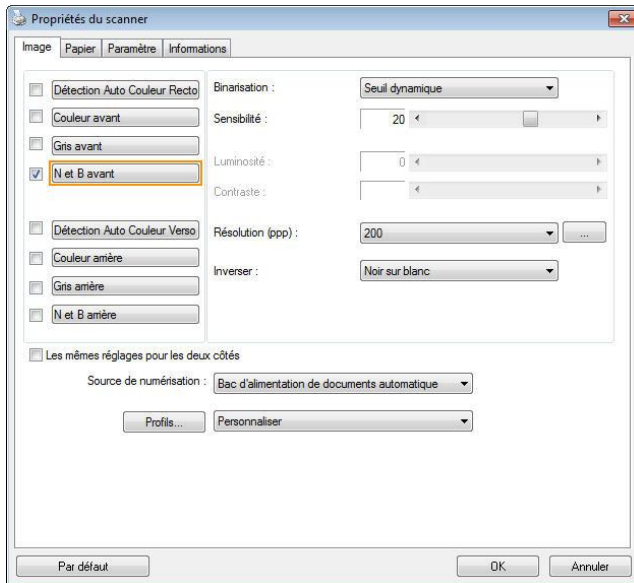 Propriétés du scanner
Image Papier Paramètre Informations
Détection Auto Couleur Recto
Couleur avant
Gris avant
N et B avant
Détection Auto Couleur Verso
Couleur arrière
Gris arrière
N et B arrière
Binarisation : Seuil dynamique
Sensibilité : 20
Luminosité : 0
Contraste :
Résolution (ppp) : 200 ...
Inverser : Noir sur blanc
Les mêmes réglages pour les deux côtés
Source de numérisation : Bac d'alimentation de documents automatique
Profils... Personnaliser
Par défaut OK Annuler